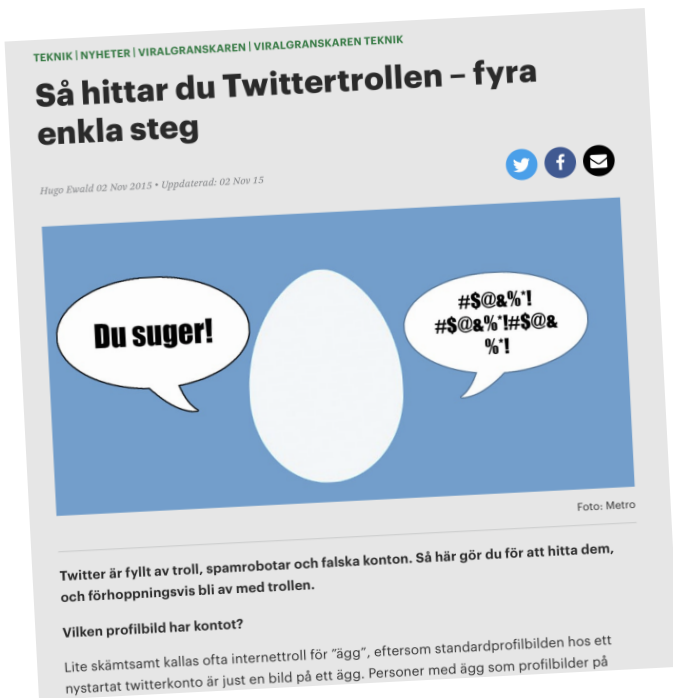 TEKNIK | NYHETER | VIRALGRANSKAREN | VIRALGRANSKAREN TEKNIK
Så hittar du Twittertrollen – fyra
enkla steg
Hugo Ewald 02 Nov 2015 • Uppdaterad: 02 Nov 15
Du suger!
#$@&%*!
#$@&%*!#$@&
%*!
Foto: Metro
Twitter är fyllt av troll, spamrobotar och falska konton. Så här gör du för att hitta dem,
och förhoppningsvis bli av med trollen.
Vilken profilbild har kontot?
Lite skämtsamt kallas ofta internettroll för ”ägg”, eftersom standardprofilbilden hos ett
nystartat twitterkonto är just en bild på ett ägg. Personer med ägg som profilbilder på